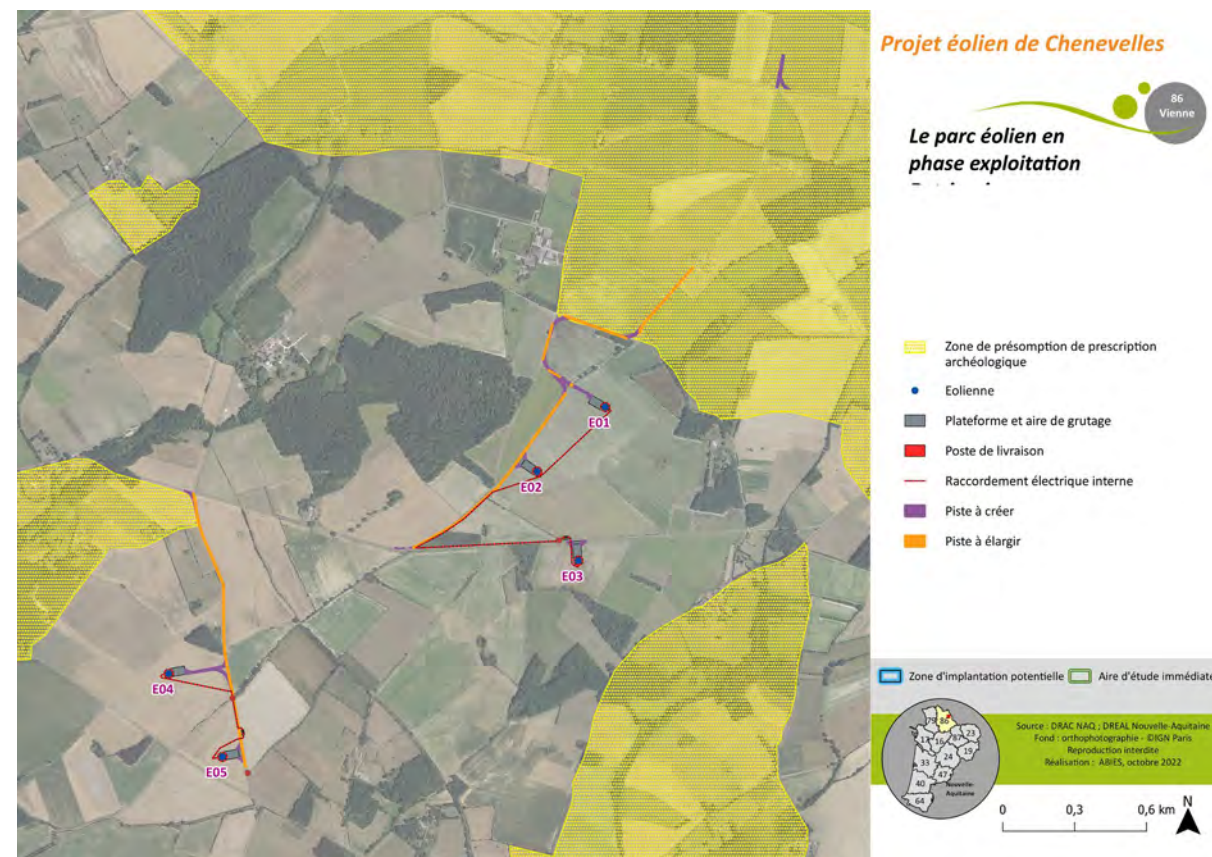 Projet éolien de Chenevelles
86
Vienne
Le parc éolien en
phase exploitation
E01
E02
E03
E04
E05
Zone de présomption de prescription
archéologique
Eolienne
Plateforme et aire de grutage
Poste de livraison
Raccordement électrique interne
Piste à créer
Piste à élargir
Zone d'implantation potentielle
Aire d'étude immédiate
79
86
17
16
87
23
19
33
24
47
40
64
Nouvelle-
Aquitaine
Source : DRAC NAQ ; DREAL Nouvelle-Aquitaine
Fond : orthophotographie - ©IGN Paris
Reproduction interdite
Réalisation : ABIES, octobre 2022
0
0,3
0,6 km
N